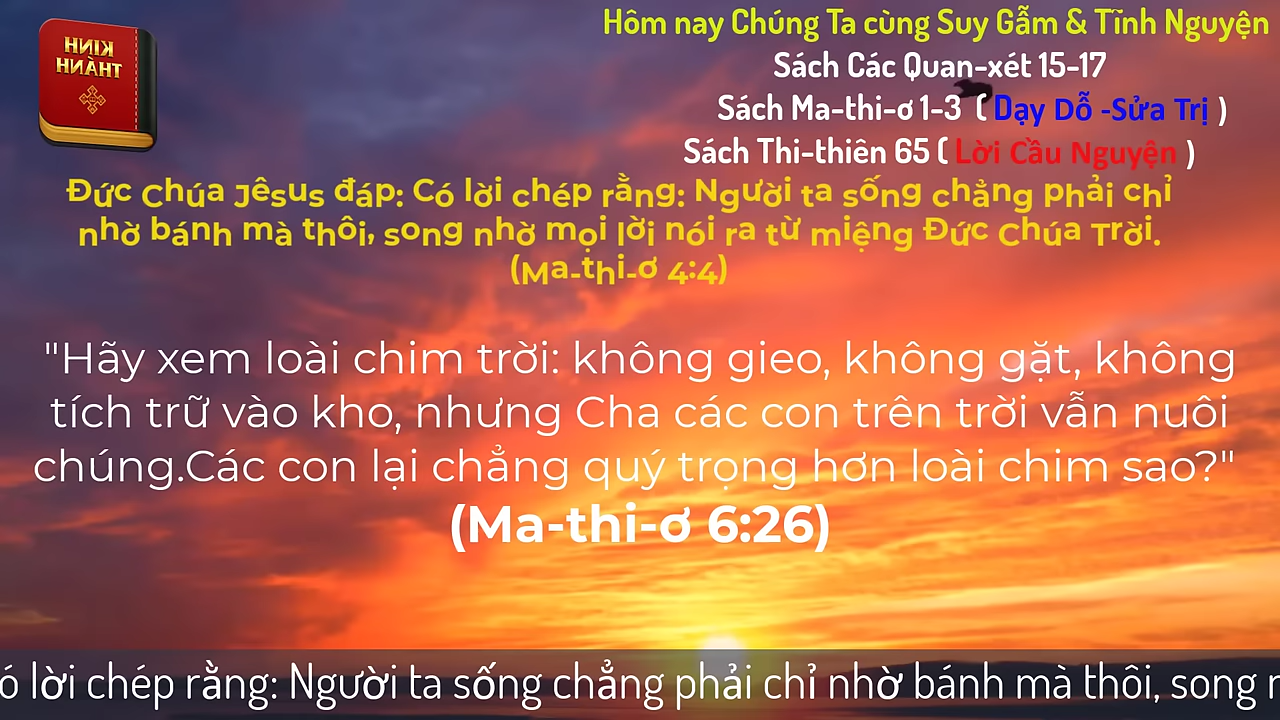 KINH
THÀNH
Hôm nay Chúng Ta cùng Suy Gẫm & Tĩnh Nguyện
Sách Các Quan-xét 15-17
Sách Ma-thi-ơ 1-3 ( Dạy Dỗ -Sửa Trị )
Sách Thi-thiên 65 ( Lời Cầu Nguyện )
Đức Chúa Jêsus đáp: Có lời chép rằng: Người ta sống chẳng phải chỉ
nhờ bánh mà thôi, song nhờ mọi lời nói ra từ miệng Đức Chúa Trời.
(Ma-thi-ơ 4:4)
"Hãy xem loài chim trời: không gieo, không gặt, không
tích trữ vào kho, nhưng Cha các con trên trời vẫn nuôi
chúng.Các con lại chẳng quý trọng hơn loài chim sao?"
(Ma-thi-ơ 6:26)
ó lời chép rằng: Người ta sống chẳng phải chỉ nhờ bánh mà thôi, song